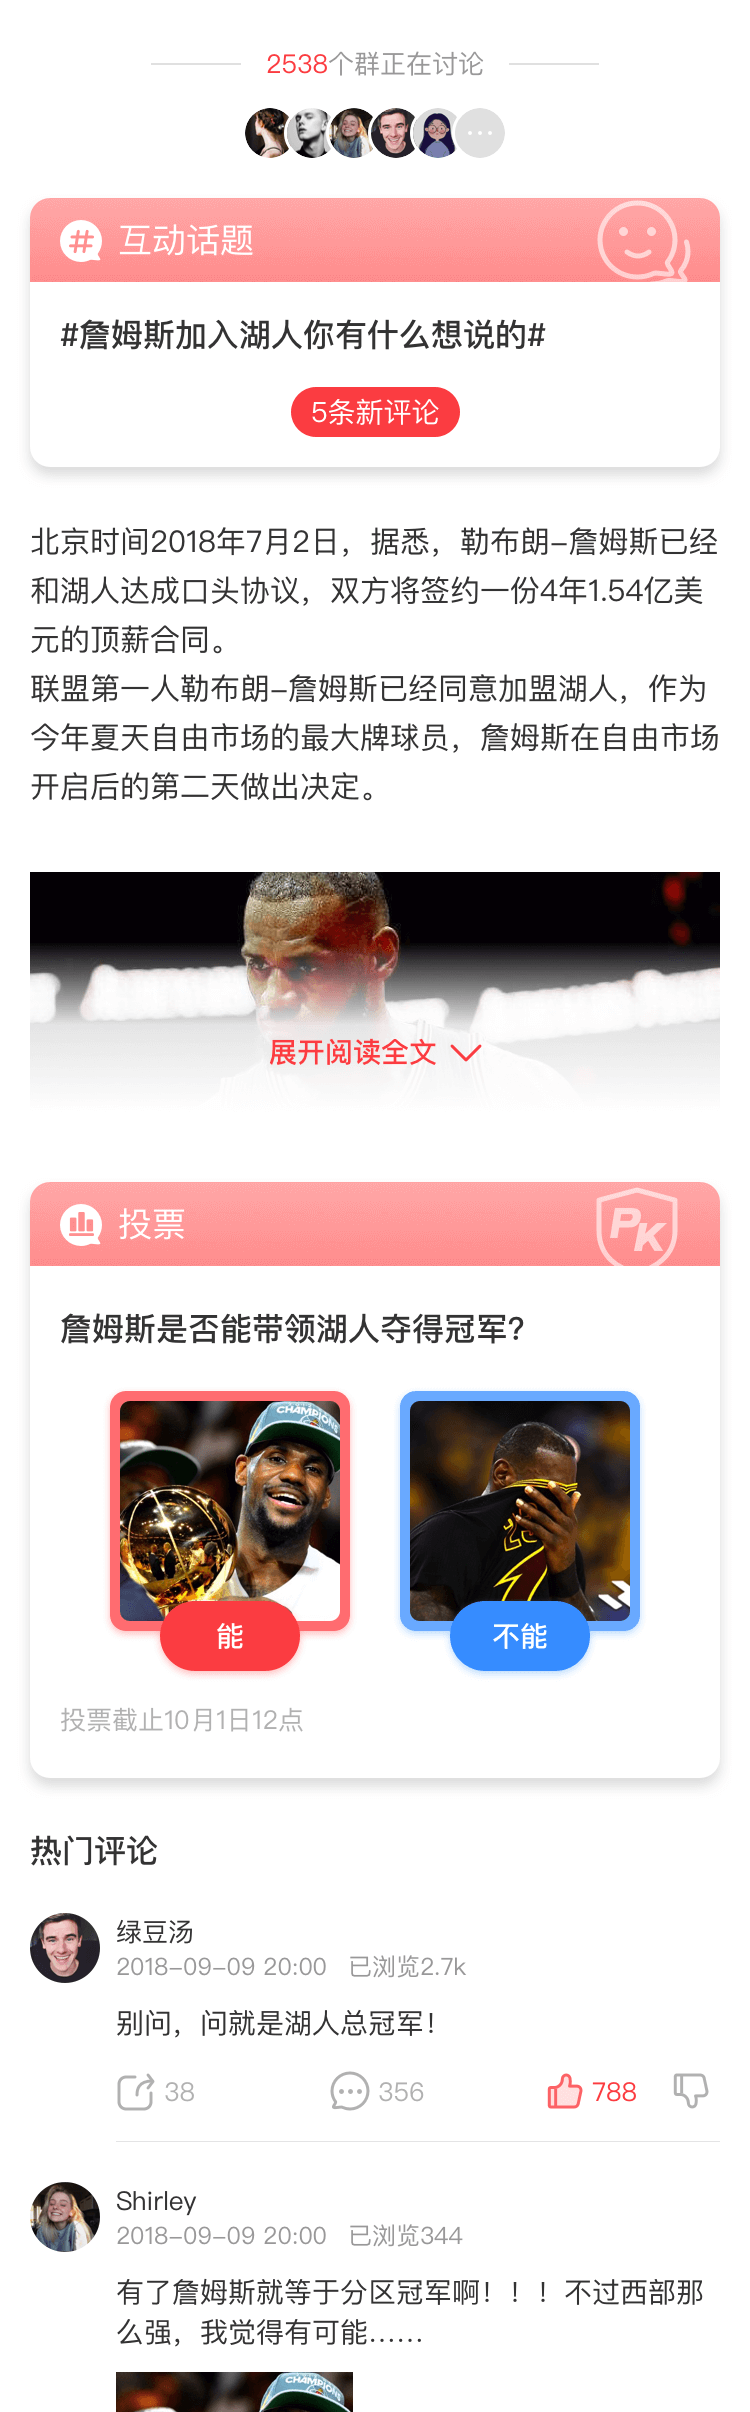 2538个群正在讨论
互动话题
#詹姆斯加入湖人你有什么想说的#
5条新评论
北京时间2018年7月2日，据悉，勒布朗-詹姆斯已经
和湖人达成口头协议，双方将签约一份4年1.54亿美
元的顶薪合同。
联盟第一人勒布朗-詹姆斯已经同意加盟湖人，作为
今年夏天自由市场的最大牌球员，詹姆斯在自由市场
开启后的第二天做出决定。
展开阅读全文
投票
PK
詹姆斯是否能带领湖人夺得冠军？
CHAMPIONS
能
不能
投票截止10月1日12点
热门评论
绿豆汤
2018-09-09 20:00 已浏览2.7k
别问，问就是湖人总冠军！
38 356 788
Shirley
2018-09-09 20:00 已浏览344
有了詹姆斯就等于分区冠军啊！！！不过西部那
么强，我觉得有可能……
CHAMPIONS